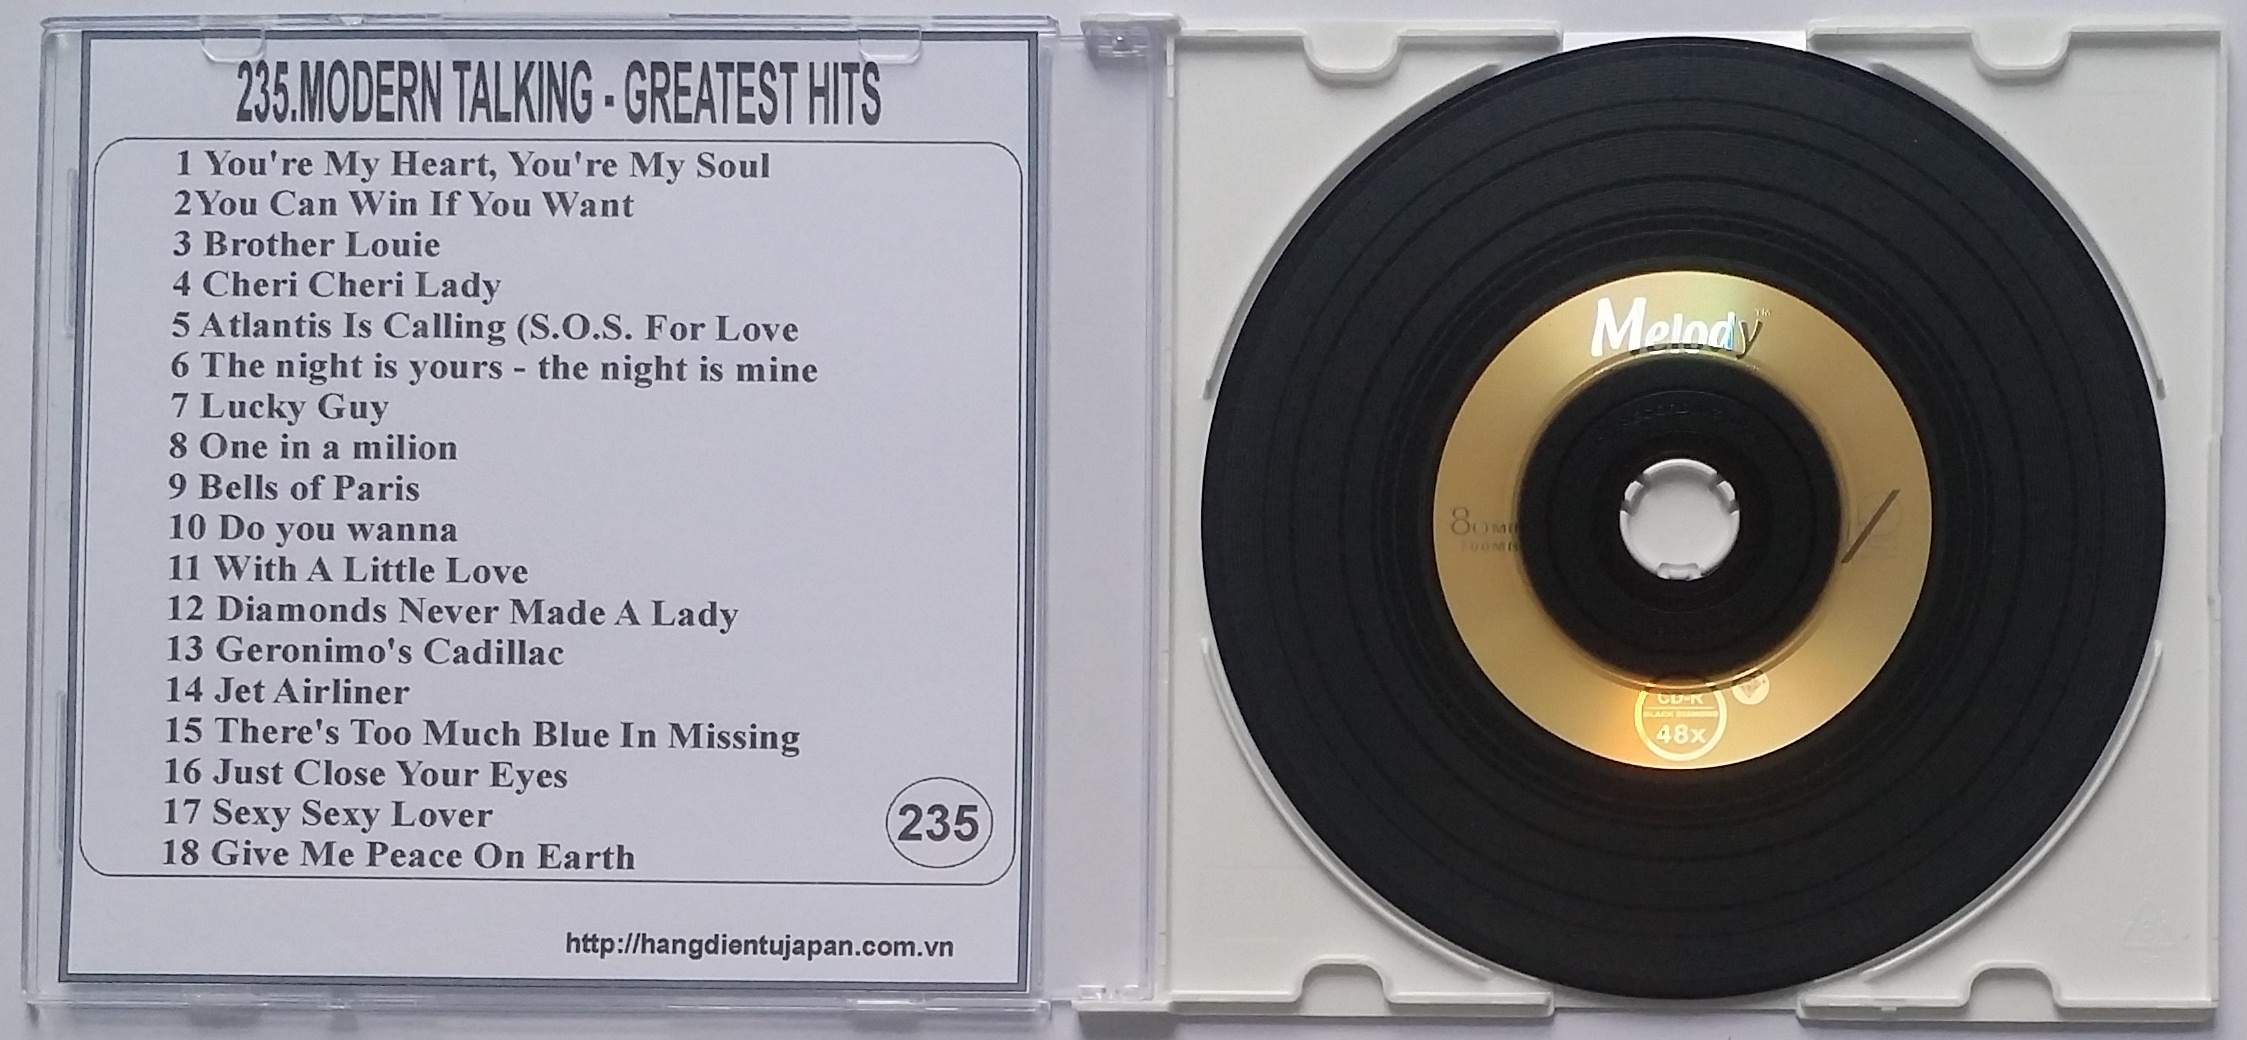 235.MODERN TALKING - GREATEST HITS
1 You're My Heart, You're My Soul
2You Can Win If You Want
3 Brother Louie
4 Cheri Cheri Lady
5 Atlantis Is Calling (S.O.S. For Love
6 The night is yours - the night is mine
7 Lucky Guy
8 One in a milion
9 Bells of Paris
10 Do you wanna
11 With A Little Love
12 Diamonds Never Made A Lady
13 Geronimo's Cadillac
14 Jet Airliner
15 There's Too Much Blue In Missing
16 Just Close Your Eyes
17 Sexy Sexy Lover
18 Give Me Peace On Earth
235
http://hangdientujapan.com.vn
Melody™
CD-R
BLACK DIAMOND
48x